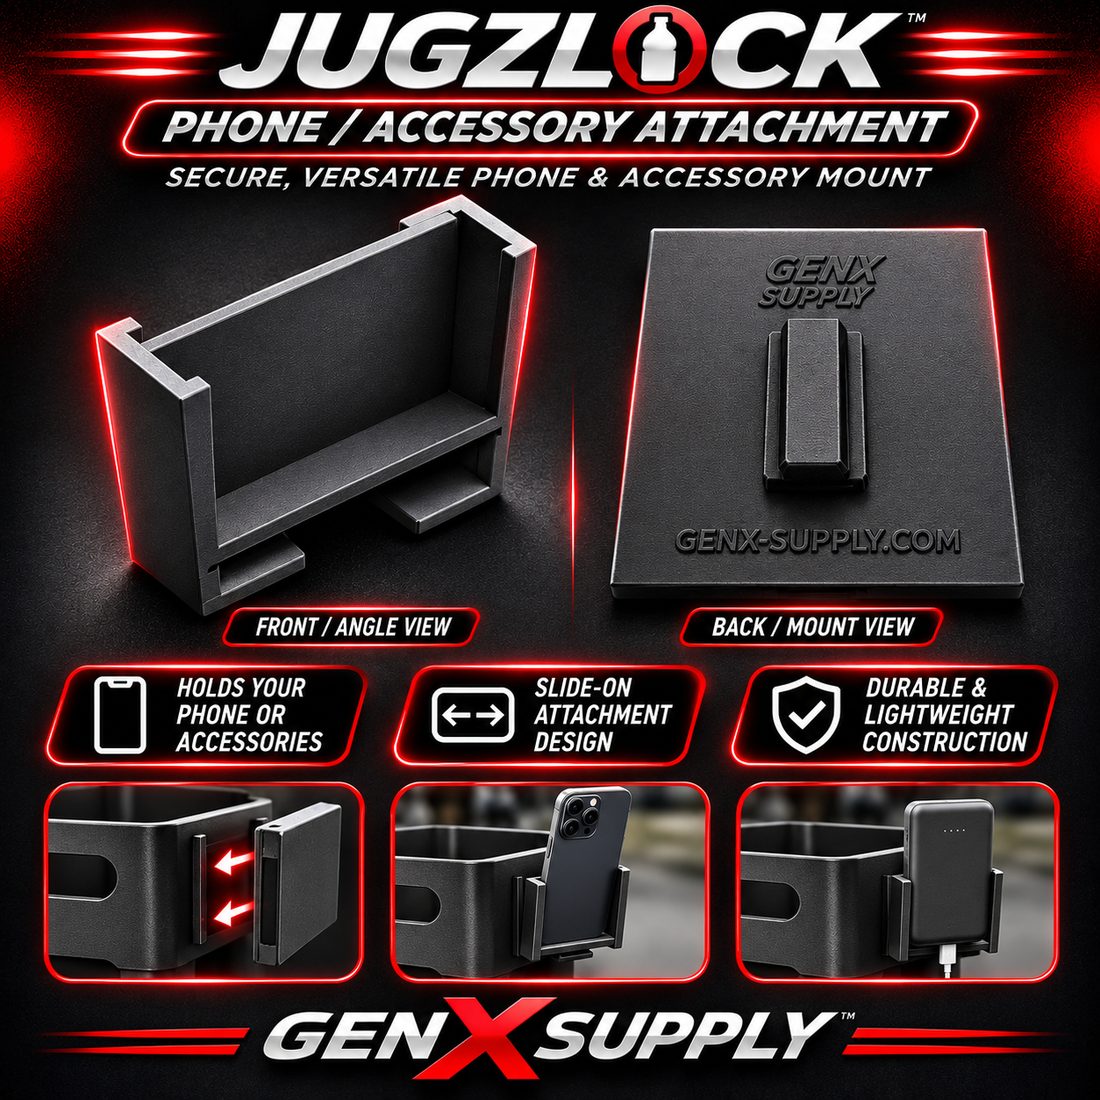 JUGZLOCK™
PHONE / ACCESSORY ATTACHMENT
SECURE, VERSATILE PHONE & ACCESSORY MOUNT
GENX
SUPPLY
GENX-SUPPLY.COM
FRONT / ANGLE VIEW
BACK / MOUNT VIEW
HOLDS YOUR
PHONE OR
ACCESSORIES
SLIDE-ON
ATTACHMENT
DESIGN
DURABLE &
LIGHTWEIGHT
CONSTRUCTION
GENXSUPPLY™